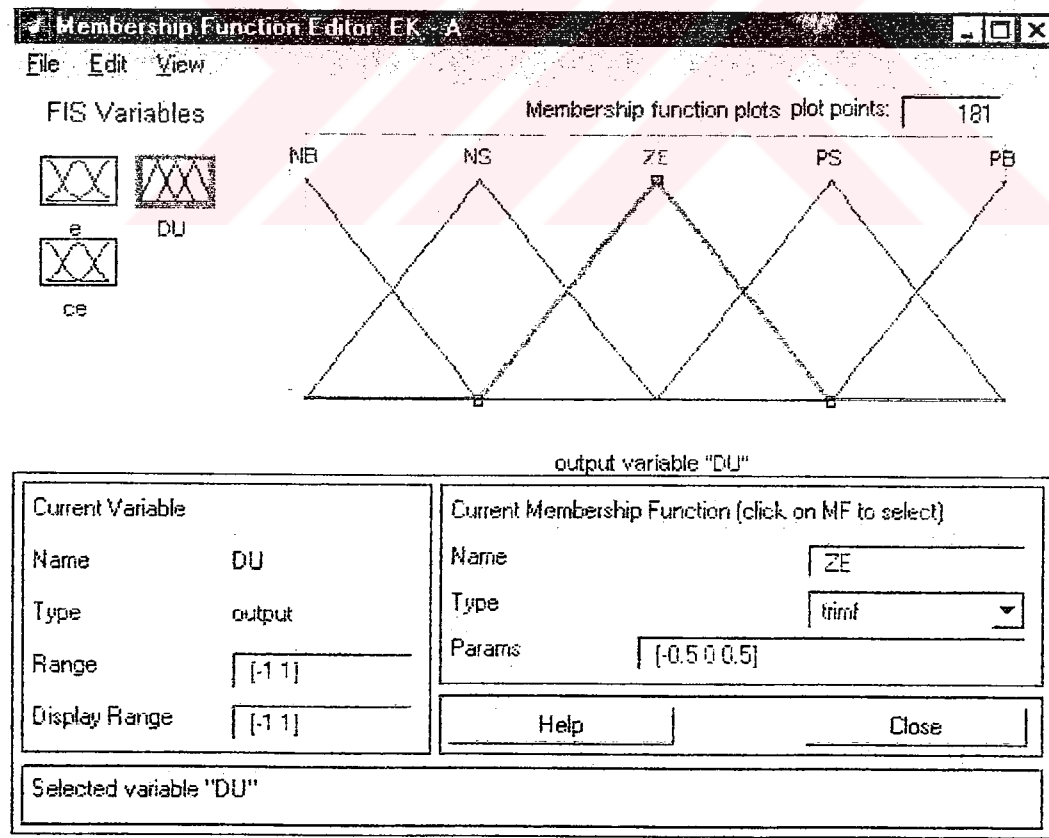 Membership Function Editor EK - A
File Edit View
FIS Variables
Membership function plots plot points: 181
NB NS ZE PS PB
e DU
ce
output variable "DU"
Current Variable
Name DU
Type output
Range [-1 1]
Display Range [-1 1]
Current Membership Function (click on MF to select)
Name ZE
Type trimf
Params [-0.5 0 0.5]
Help Close
Selected variable "DU"